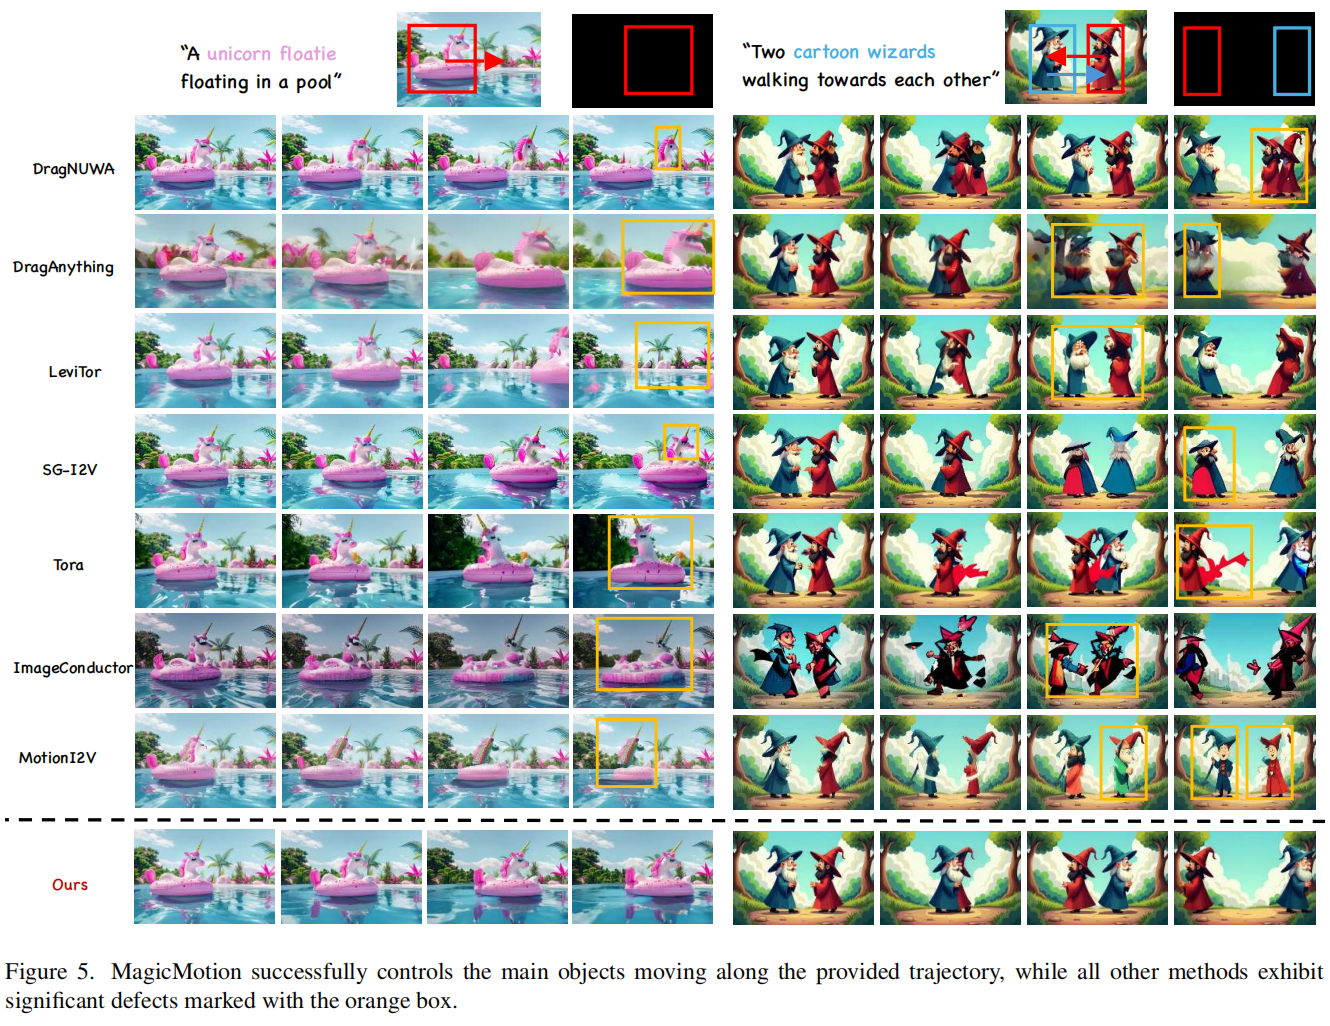 “A unicorn floatie
floating in a pool”
“Two cartoon wizards
walking towards each other”
DragNUWA
DragAnything
LeviTor
SG-I2V
Tora
ImageConductor
MotionI2V
Ours
Figure 5. MagicMotion successfully controls the main objects moving along the provided trajectory, while all other methods exhibit
significant defects marked with the orange box.